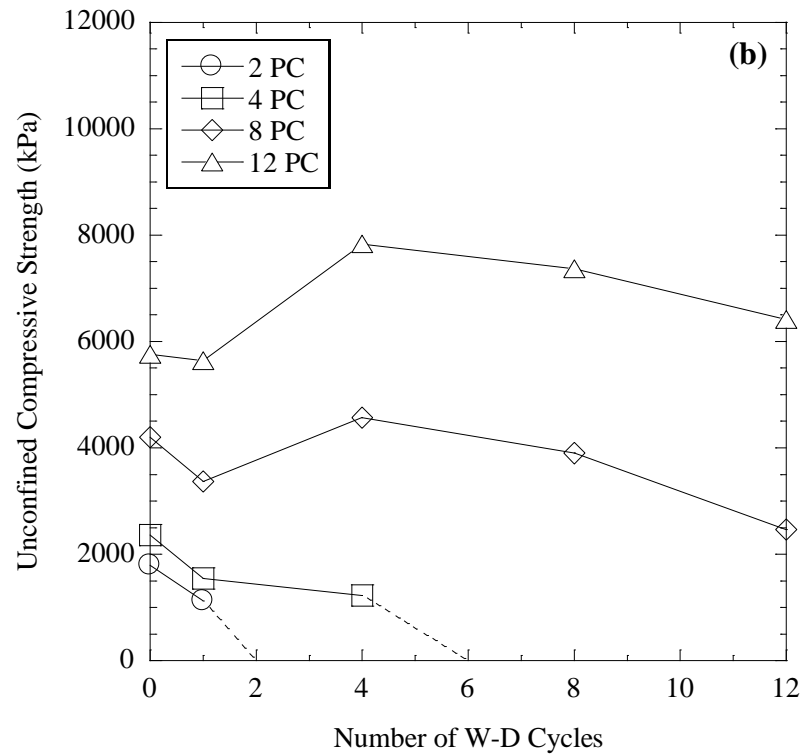 12000
(b)
2 PC
4 PC
8 PC
12 PC
10000
8000
6000
4000
2000
0
Unconfined Compressive Strength (kPa)
0 2 4 6 8 10 12
Number of W-D Cycles